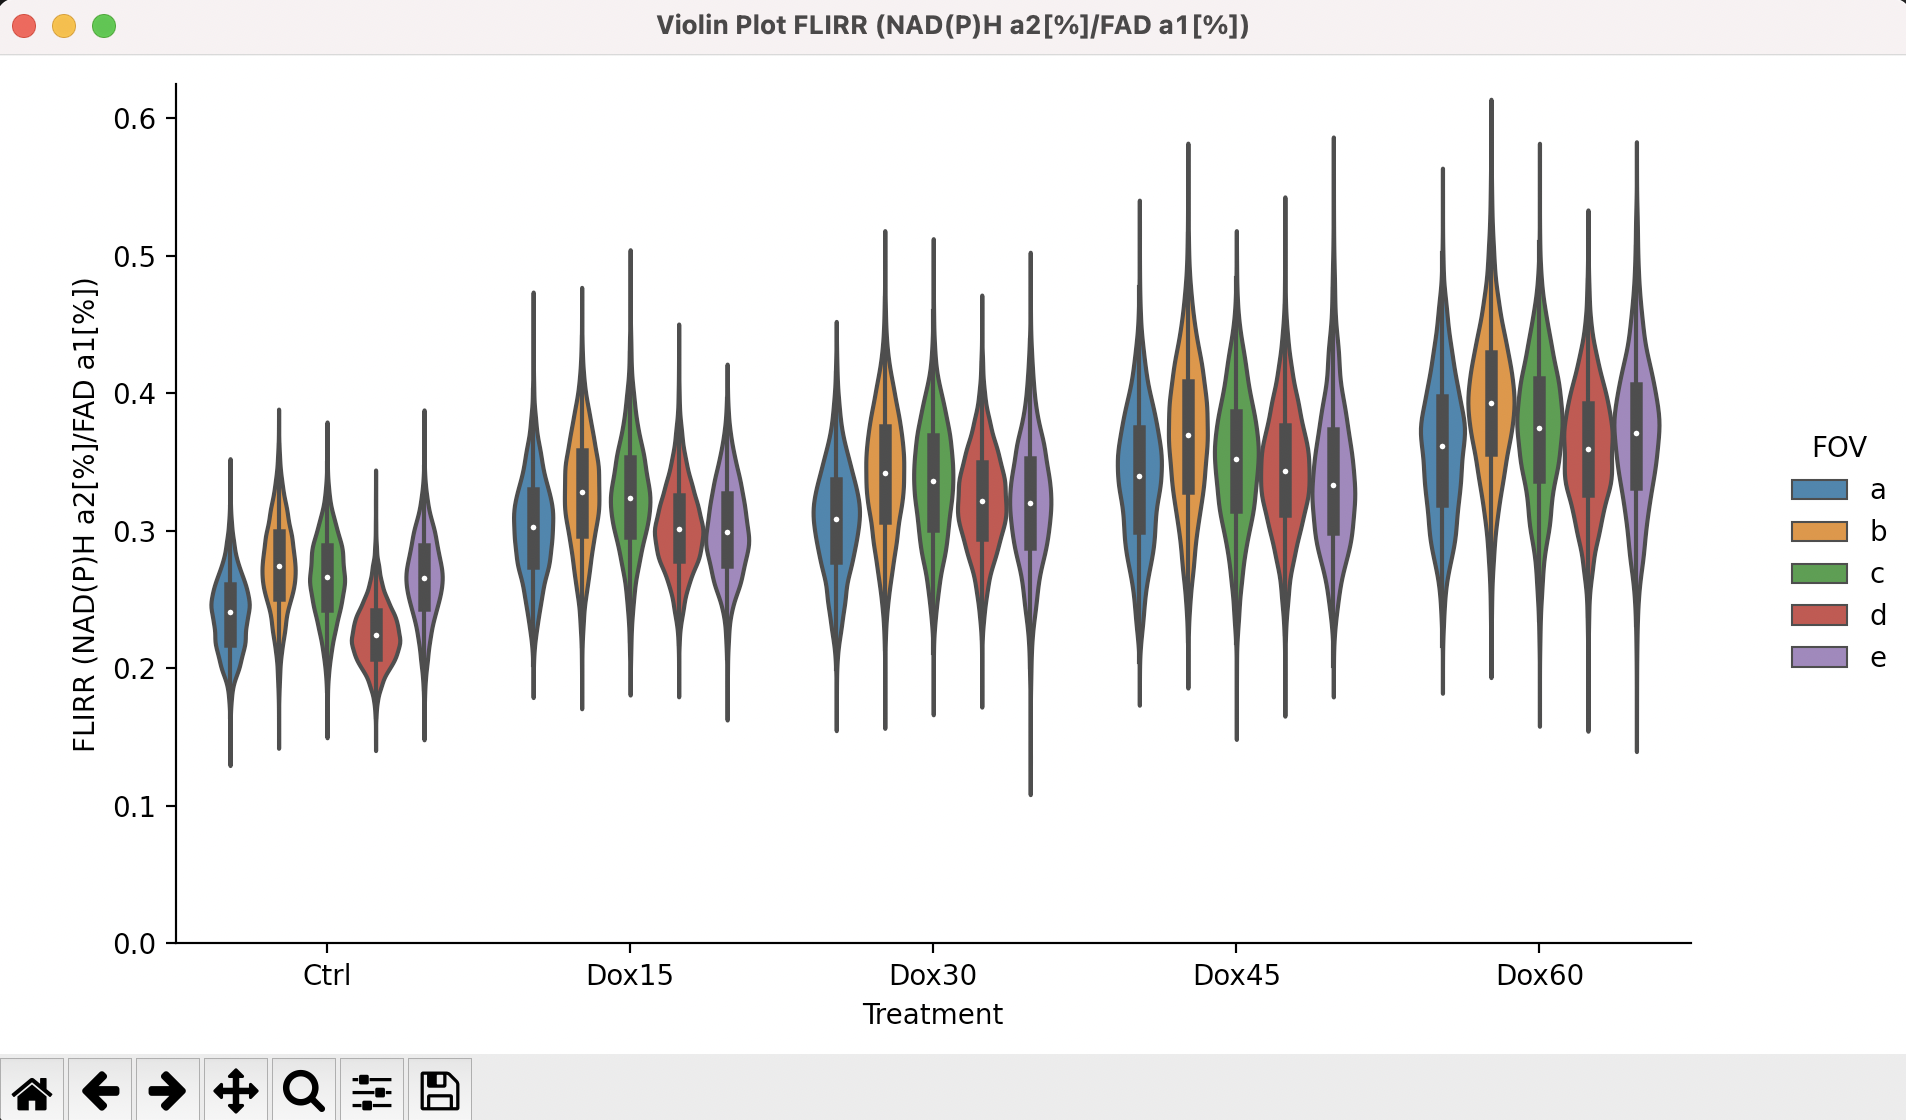 Violin Plot FLIRR (NAD(P)H a2[%]/FAD a1[%])
FLIRR (NAD(P)H a2[%]/FAD a1[%])
0.6
0.5
0.4
0.3
0.2
0.1
0.0
Ctrl
Dox15
Dox30
Dox45
Dox60
Treatment
FOV
a
b
c
d
e